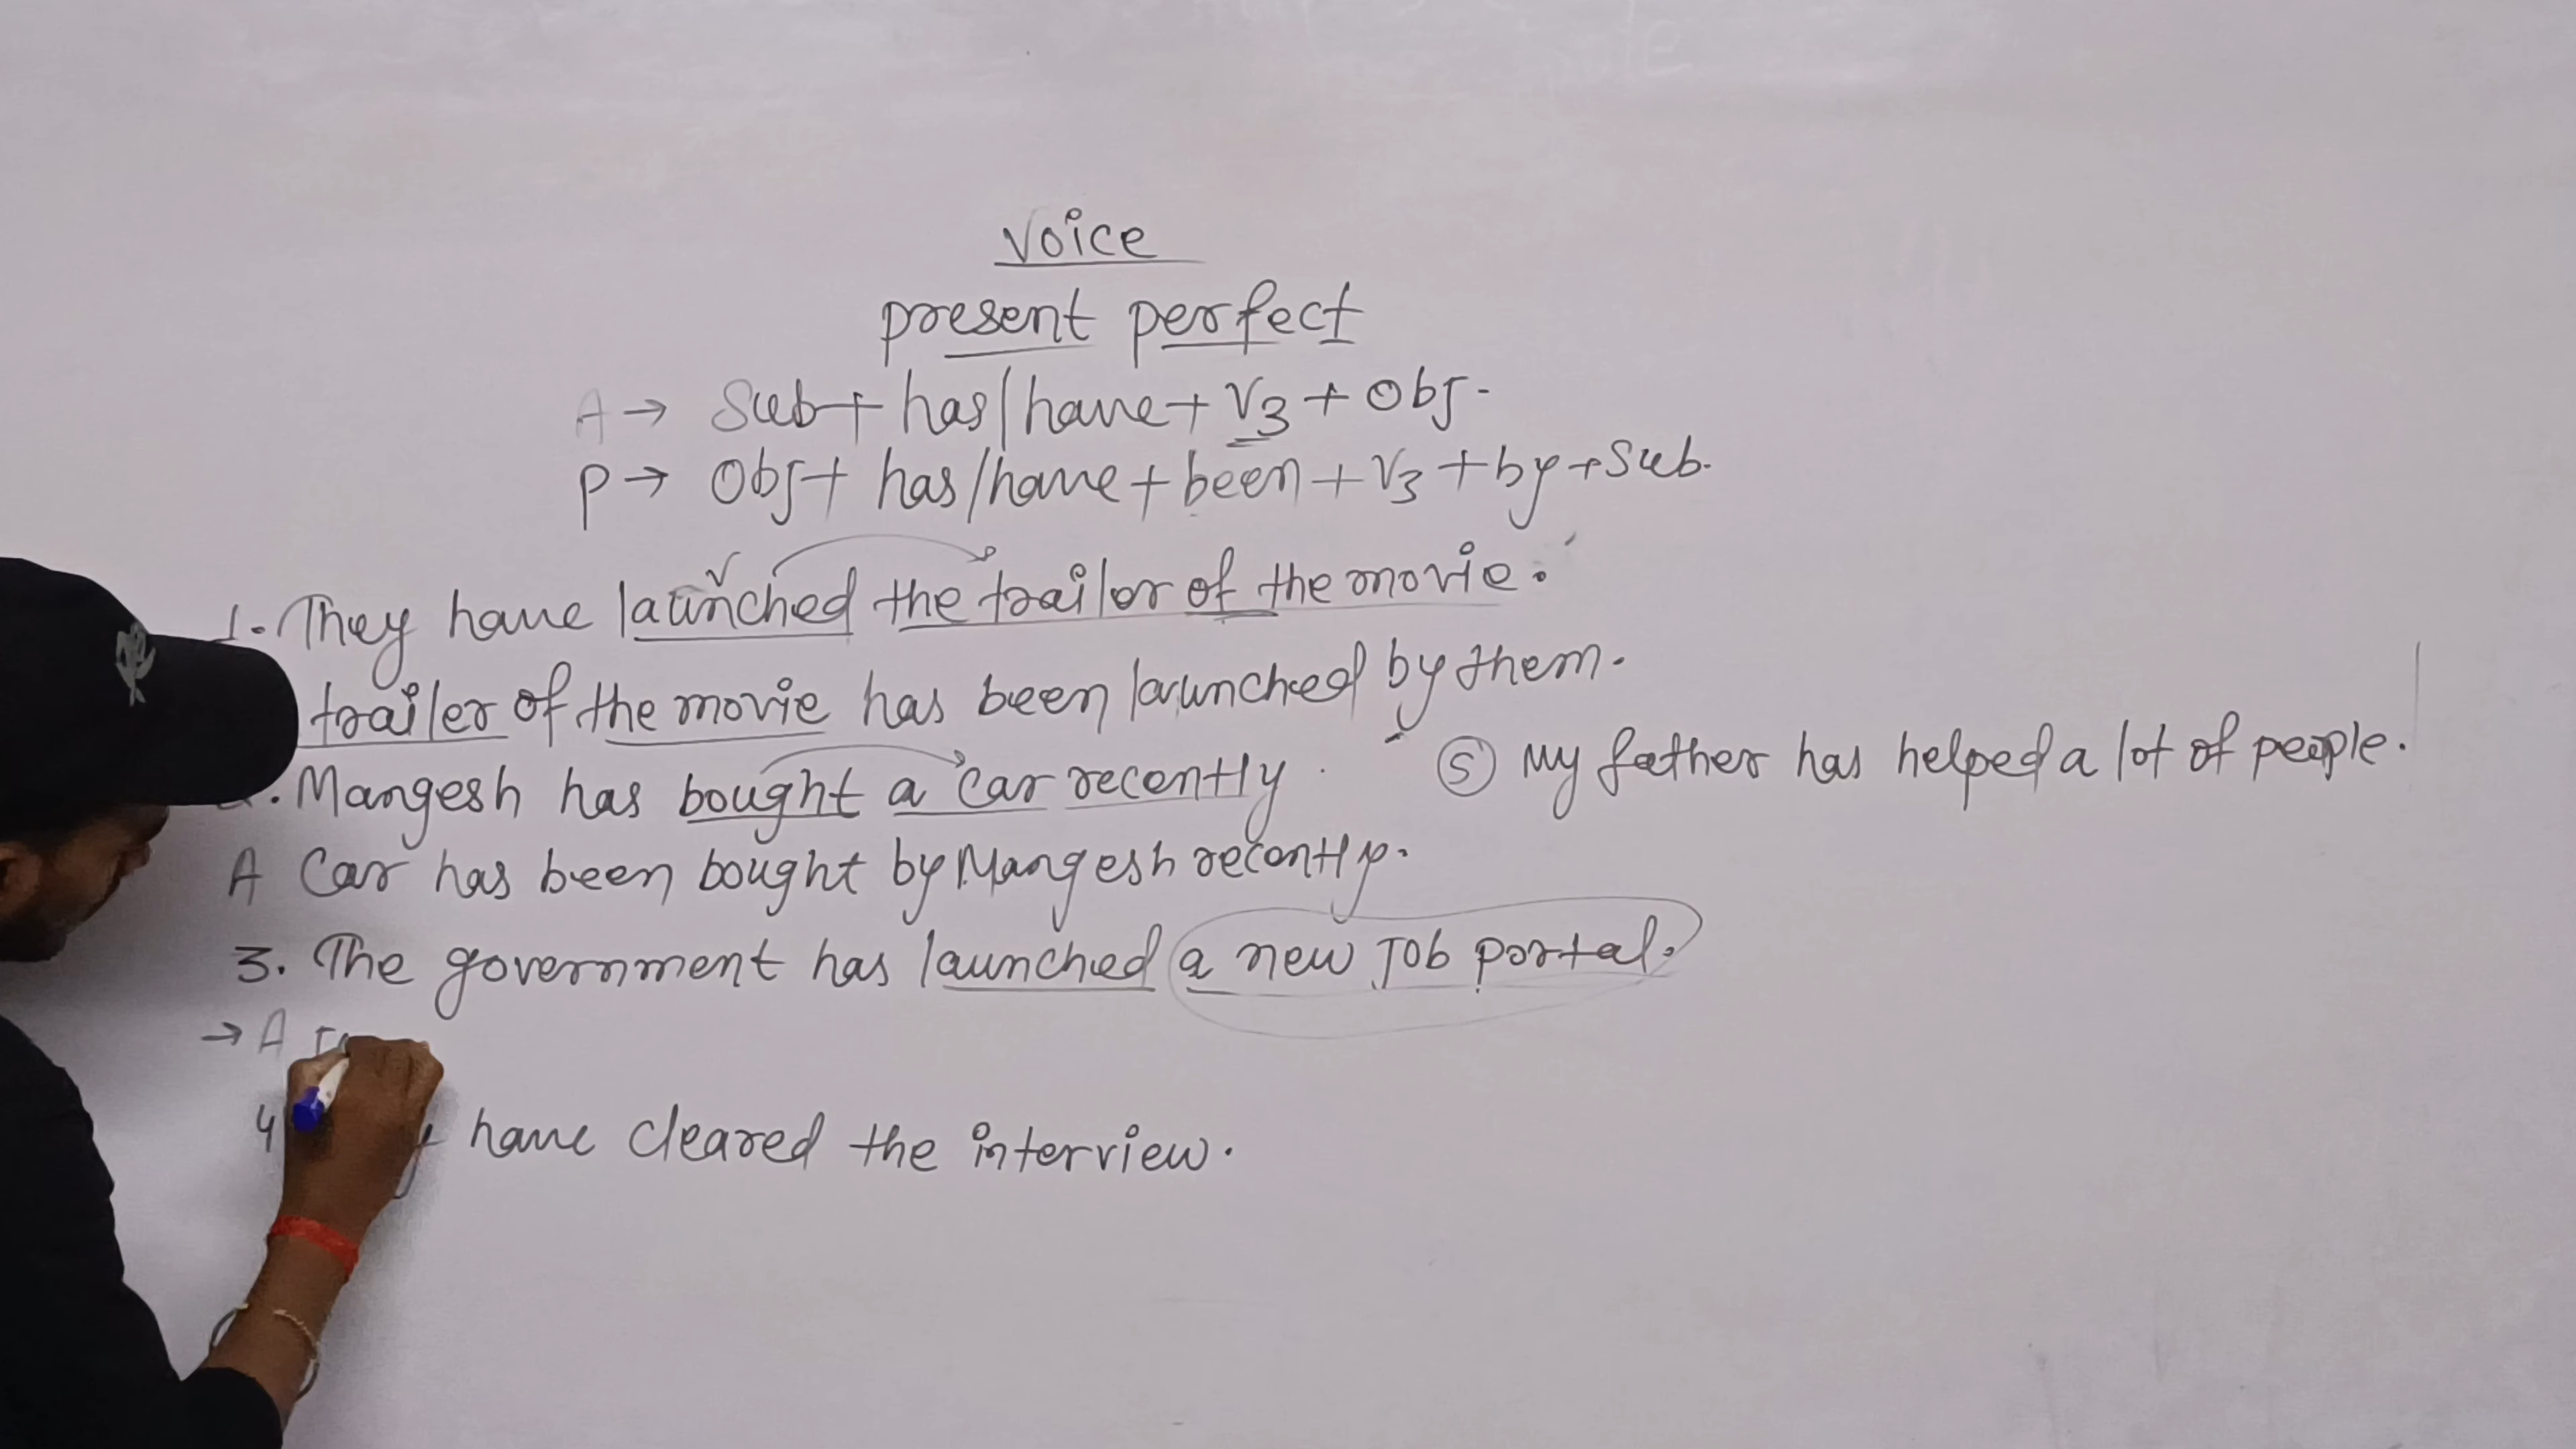 Voice
present perfect
A → Sub + has/have + V3 + Obj.
P → Obj + has/have + been + V3 + by + Sub.
1. They have launched the trailor of the movie.
trailer of the movie has been launched by them.
. Mangesh has bought a car recently
A Car has been bought by Mangesh recently.
3. The government has launched a new Job portal.
→ A
4 have cleared the interview.
5 My father has helped a lot of people.